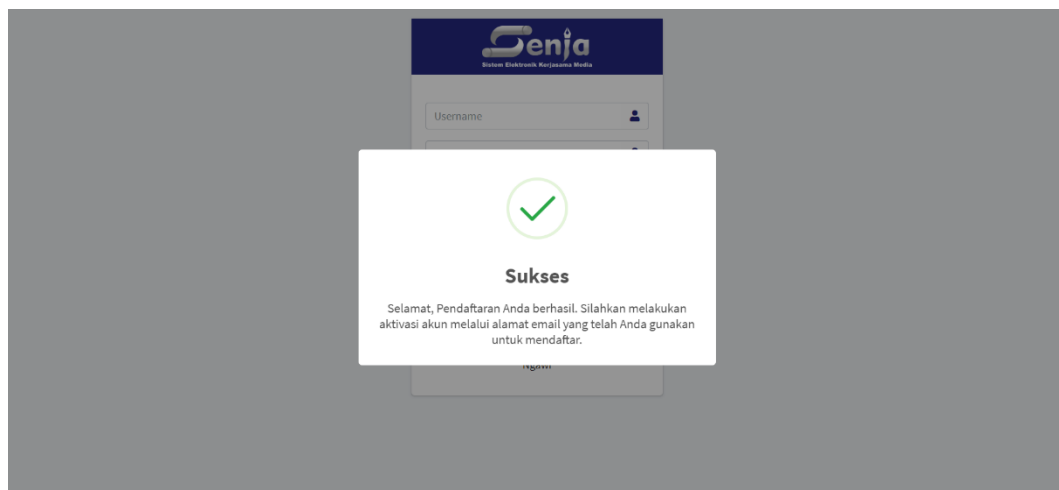 Senja
Sistem Elektronik Kerjasama Media
Username
Sukses
Selamat, Pendaftaran Anda berhasil. Silahkan melakukan
aktivasi akun melalui alamat email yang telah Anda gunakan
untuk mendaftar.
Ngawi